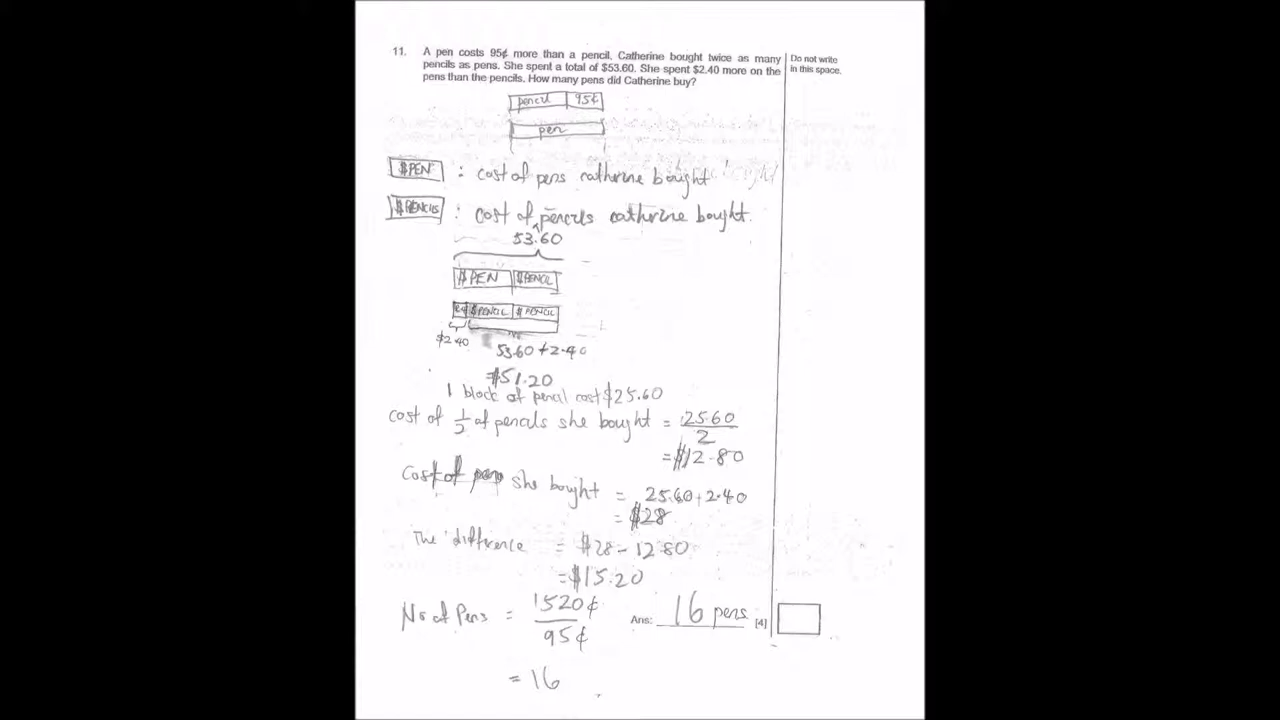 11. A pen costs 95¢ more than a pencil, Catherine bought twice as many
pencils as pens. She spent a total of $53.60. She spent $2.40 more on the
pens than the pencils. How many pens did Catherine buy?
Do not write
in this space.
pencil 95¢
pen
$PEN : cost of pens catherine bought
$PENCILS : cost of pencils catherine bought.
53.60
$PEN $PENCIL
$PENCIL $PENCIL
$2.40
53.60 + 2.40
= $51.20
1 block of pencil cost $25.60
cost of 1/2 of pencils she bought = 25.60
2
= $12.80
Cost of pens she bought = 25.60 + 2.40
= $28
The difference = $28 - 12.80
= $15.20
No of Pens = 1520¢
95¢
Ans: 16 pens [4]
= 16